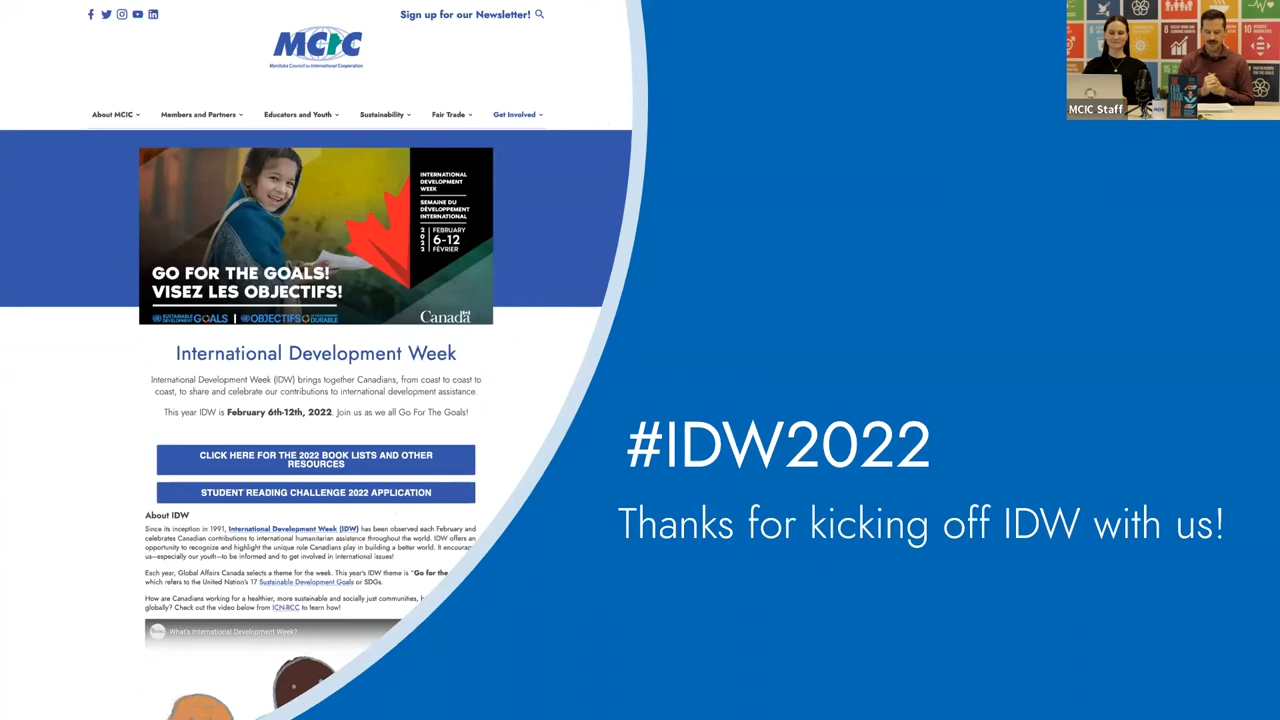 Sign up for our Newsletter!
MCIC
Manitoba Council for International Cooperation
About MCIC
Members and Partners
Educators and Youth
Sustainability
Fair Trade
Get Involved
INTERNATIONAL
DEVELOPMENT
WEEK
SEMAINE DU
DÉVELOPPEMENT
INTERNATIONAL
2022
FEBRUARY
6-12
FÉVRIER
GO FOR THE GOALS!
VISEZ LES OBJECTIFS!
SUSTAINABLE DEVELOPMENT GOALS | OBJECTIFS DE DÉVELOPPEMENT DURABLE
Canada
International Development Week
International Development Week (IDW) brings together Canadians, from coast to coast to
coast, to share and celebrate our contributions to international development assistance.
This year IDW is February 6th-12th, 2022. Join us as we all Go For The Goals!
CLICK HERE FOR THE 2022 BOOK LISTS AND OTHER
RESOURCES
STUDENT READING CHALLENGE 2022 APPLICATION
About IDW
Since its inception in 1991, International Development Week (IDW) has been observed each February and
celebrates Canadian contributions to international humanitarian assistance throughout the world. IDW offers an
opportunity to recognize and highlight the unique role Canadians play in building a better world. It encourag
us—especially our youth—to be informed and to get involved in international issues!
Each year, Global Affairs Canada selects a theme for the week. This year's IDW theme is "Go for the
which refers to the United Nation's 17 Sustainable Development Goals or SDGs.
How are Canadians working for a healthier, more sustainable and socially just communities,
globally? Check out the video below from ICN-RCC to learn how!
What's International Development Week?
#IDW2022
Thanks for kicking off IDW with us!
MCIC Staff